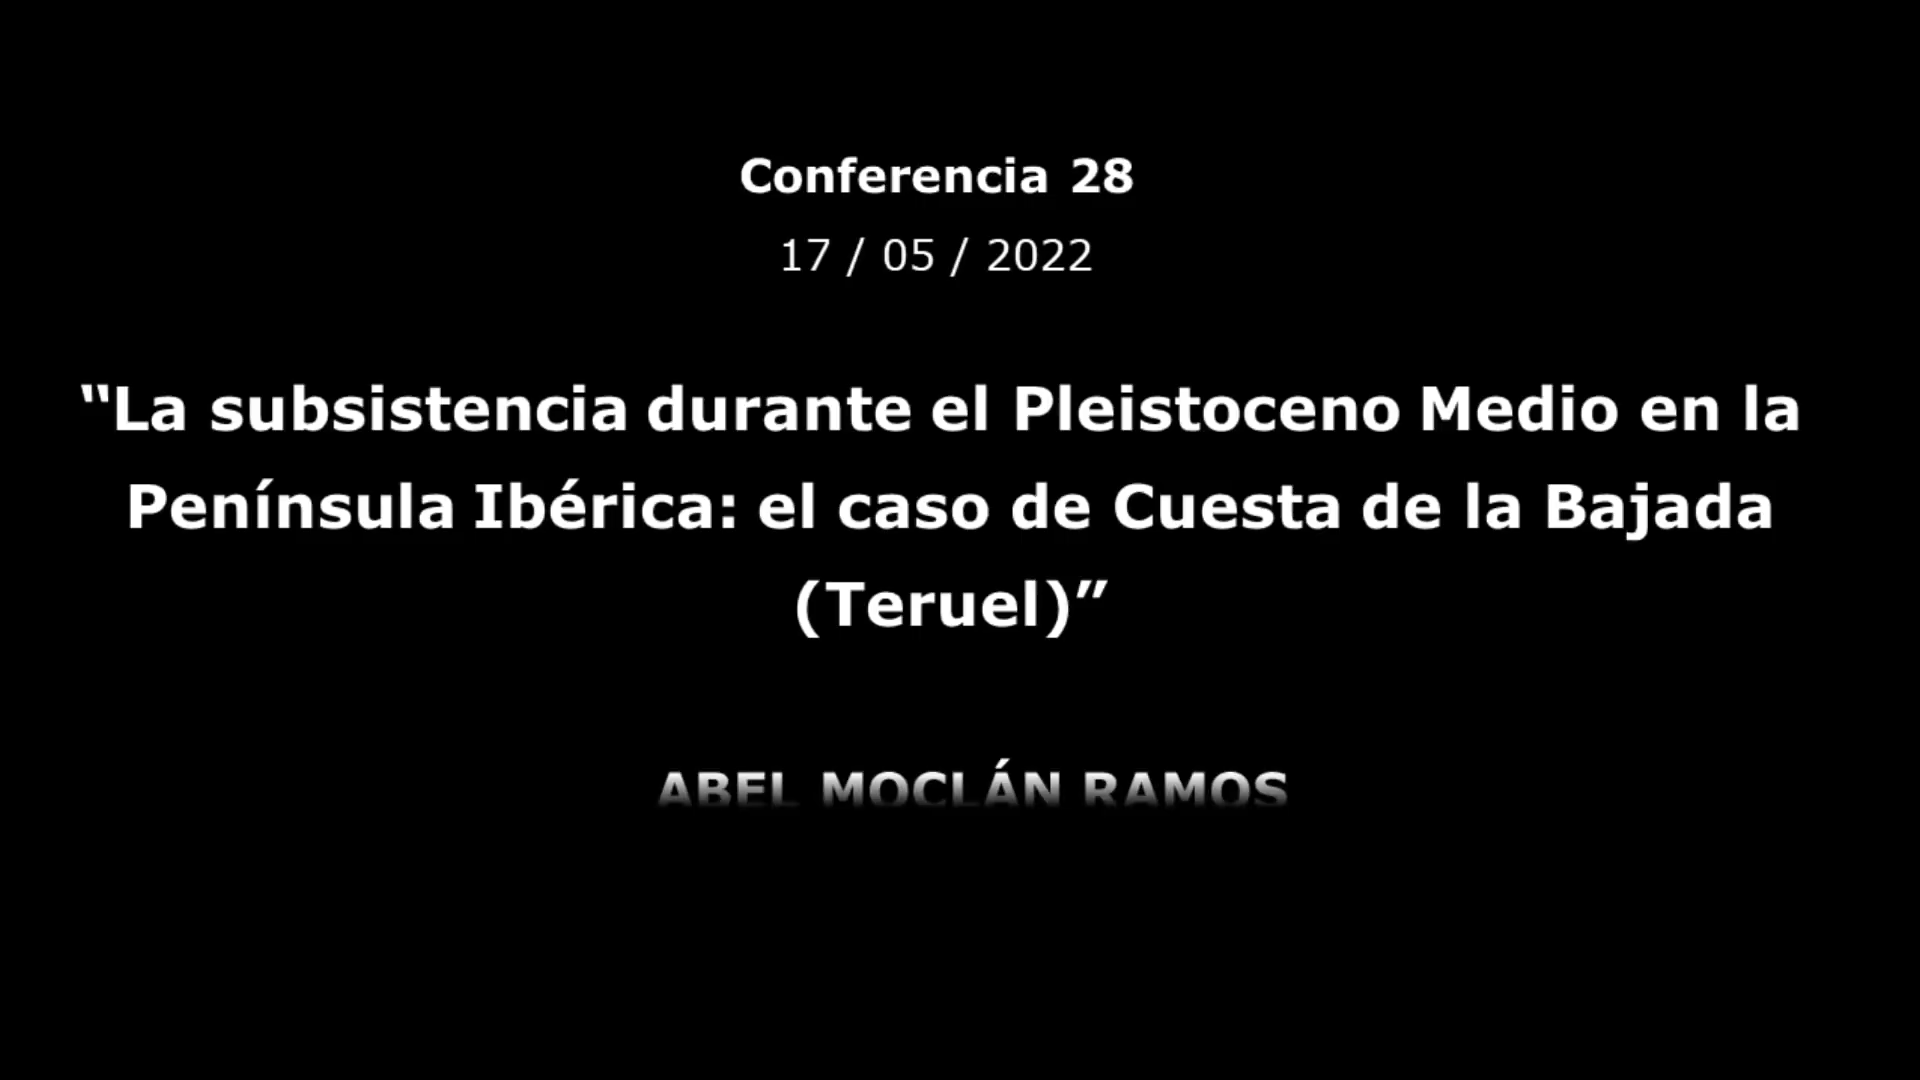 Conferencia 28
17 / 05 / 2022
“La subsistencia durante el Pleistoceno Medio en la
Península Ibérica: el caso de Cuesta de la Bajada
(Teruel)”
ABEL MOCLÁN RAMOS